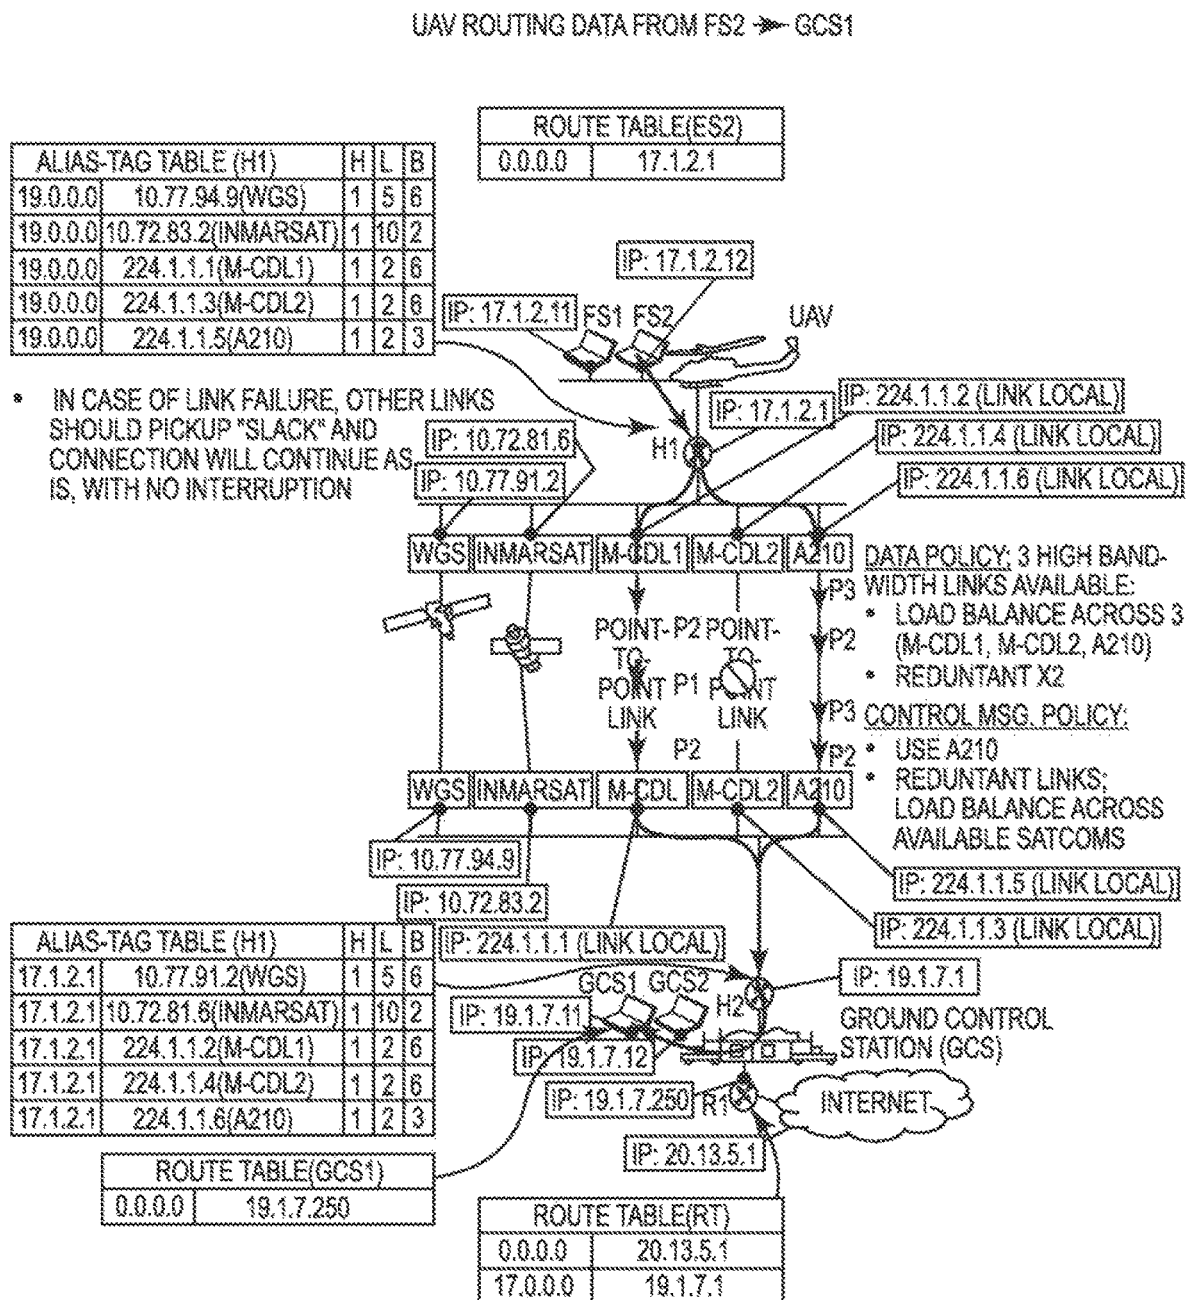 UAV ROUTING DATA FROM FS2 → GCS1
ROUTE TABLE(ES2)
0.0.0.0 17.1.2.1
ALIAS-TAG TABLE (H1) H L B
19.0.0.0 10.77.94.9(WGS) 1 5 6
19.0.0.0 10.72.83.2(INMARSAT) 1 10 2
19.0.0.0 224.1.1.1(M-CDL1) 1 2 6
19.0.0.0 224.1.1.3(M-CDL2) 1 2 6
19.0.0.0 224.1.1.5(A210) 1 2 3
IP: 17.1.2.12
IP: 17.1.2.11
FS1 FS2
UAV
• IN CASE OF LINK FAILURE, OTHER LINKS
SHOULD PICKUP "SLACK" AND
CONNECTION WILL CONTINUE AS
IS, WITH NO INTERRUPTION
IP: 10.72.81.6
IP: 10.77.91.2
H1
IP: 17.1.2.1
IP: 224.1.1.2 (LINK LOCAL)
IP: 224.1.1.4 (LINK LOCAL)
IP: 224.1.1.6 (LINK LOCAL)
WGS INMARSAT M-CDL1 M-CDL2 A210
P3
P2
P3
P2
POINT-
TO-
POINT
LINK
P2
P1
P2
POINT-
TO-
POINT
LINK
DATA POLICY: 3 HIGH BAND-
WIDTH LINKS AVAILABLE:
• LOAD BALANCE ACROSS 3
(M-CDL1, M-CDL2, A210)
• REDUNTANT X2
CONTROL MSG. POLICY:
• USE A210
• REDUNTANT LINKS;
LOAD BALANCE ACROSS
AVAILABLE SATCOMS
WGS INMARSAT M-CDL M-CDL2 A210
IP: 10.77.94.9
IP: 10.72.83.2
IP: 224.1.1.1 (LINK LOCAL)
IP: 224.1.1.5 (LINK LOCAL)
IP: 224.1.1.3 (LINK LOCAL)
ALIAS-TAG TABLE (H1) H L B
17.1.2.1 10.77.91.2(WGS) 1 5 6
17.1.2.1 10.72.81.6(INMARSAT) 1 10 2
17.1.2.1 224.1.1.2(M-CDL1) 1 2 6
17.1.2.1 224.1.1.4(M-CDL2) 1 2 6
17.1.2.1 224.1.1.6(A210) 1 2 3
GCS1 GCS2
H2
IP: 19.1.7.1
IP: 19.1.7.11
IP: 19.1.7.12
GROUND CONTROL
STATION (GCS)
IP: 19.1.7.250
R1
INTERNET
IP: 20.13.5.1
ROUTE TABLE(GCS1)
0.0.0.0 19.1.7.250
ROUTE TABLE(RT)
0.0.0.0 20.13.5.1
17.0.0.0 19.1.7.1